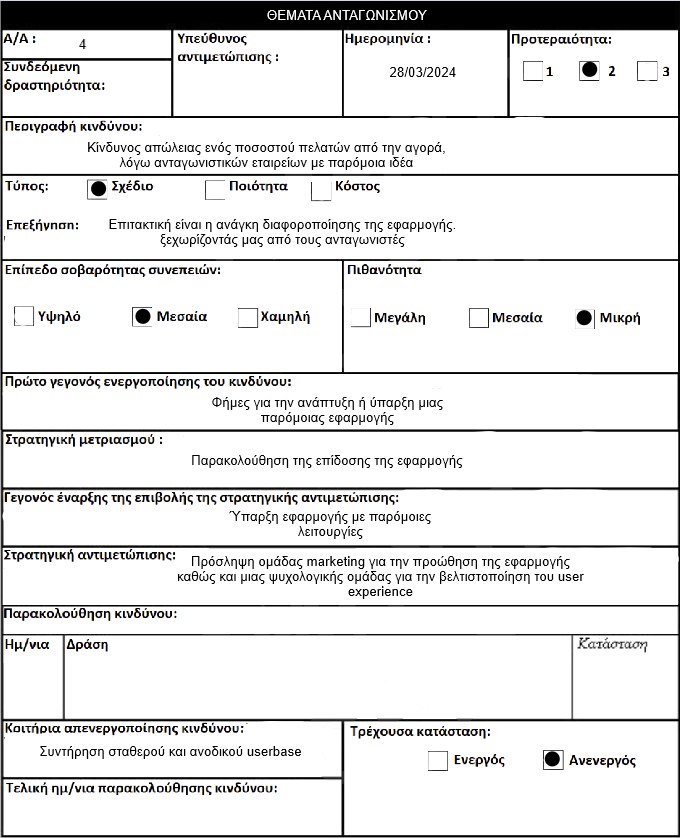 ΘΕΜΑΤΑ ΑΝΤΑΓΩΝΙΣΜΟΥ
Α/Α : 4
Συνδεόμενη
δραστηριότητα:
Υπεύθυνος
αντιμετώπισης :
Ημερομηνία :
28/03/2024
Προτεραιότητα:
1 2 3
Περιγραφή κινδύνου:
Κίνδυνος απώλειας ενός ποσοστού πελατών από την αγορά,
λόγω ανταγωνιστικών εταιρείων με παρόμοια ιδέα
Τύπος: Σχέδιο Ποιότητα Κόστος
Επεξήγηση: Επιτακτική είναι η ανάγκη διαφοροποίησης της εφαρμογής.
ξεχωρίζοντάς μας από τους ανταγωνιστές
Επίπεδο σοβαρότητας συνεπειών:
Υψηλό Μεσαία Χαμηλή
Πιθανότητα
Μεγάλη Μεσαία Μικρή
Πρώτο γεγονός ενεργοποίησης του κινδύνου:
Φήμες για την ανάπτυξη ή ύπαρξη μιας
παρόμοιας εφαρμογής
Στρατηγική μετριασμού :
Παρακολούθηση της επίδοσης της εφαρμογής
Γεγονός έναρξης της επιβολής της στρατηγικής αντιμετώπισης:
Ύπαρξη εφαρμογής με παρόμοιες
λειτουργίες
Στρατηγική αντιμετώπισης: Πρόσληψη ομάδας marketing για την προώθηση της εφαρμογής
καθώς και μιας ψυχολογικής ομάδας για την βελτιστοποίηση του user
experience
Παρακολούθηση κινδύνου:
Ημ/νια Δράση Κατάσταση
Κριτήρια απενεργοποίησης κινδύνου:
Συντήρηση σταθερού και ανοδικού userbase
Τελική ημ/νια παρακολούθησης κινδύνου:
Τρέχουσα κατάσταση:
Ενεργός Ανενεργός